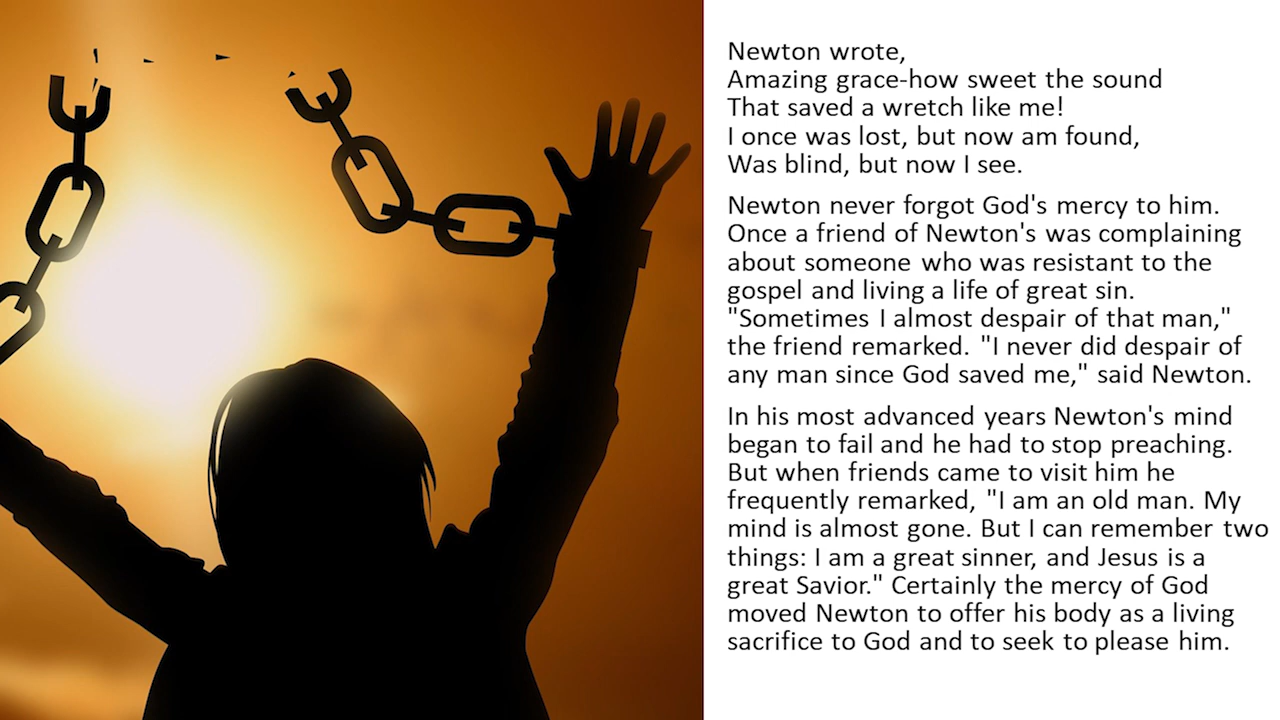 Newton wrote,
Amazing grace-how sweet the sound
That saved a wretch like me!
I once was lost, but now am found,
Was blind, but now I see.
Newton never forgot God's mercy to him.
Once a friend of Newton's was complaining
about someone who was resistant to the
gospel and living a life of great sin.
"Sometimes I almost despair of that man,"
the friend remarked. "I never did despair of
any man since God saved me," said Newton.
In his most advanced years Newton's mind
began to fail and he had to stop preaching.
But when friends came to visit him he
frequently remarked, "I am an old man. My
mind is almost gone. But I can remember two
things: I am a great sinner, and Jesus is a
great Savior." Certainly the mercy of God
moved Newton to offer his body as a living
sacrifice to God and to seek to please him.